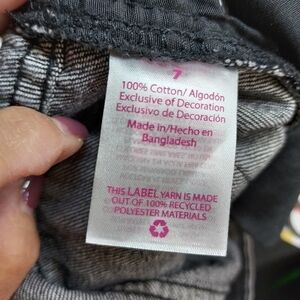 7
100% Cotton/ Algodón
Exclusive of Decoration
Exclusivo de Decoración
Made in/Hecho en
Bangladesh
THIS LABEL YARN IS MADE
OUT OF 100% RECYCLED
POLYESTER MATERIALS